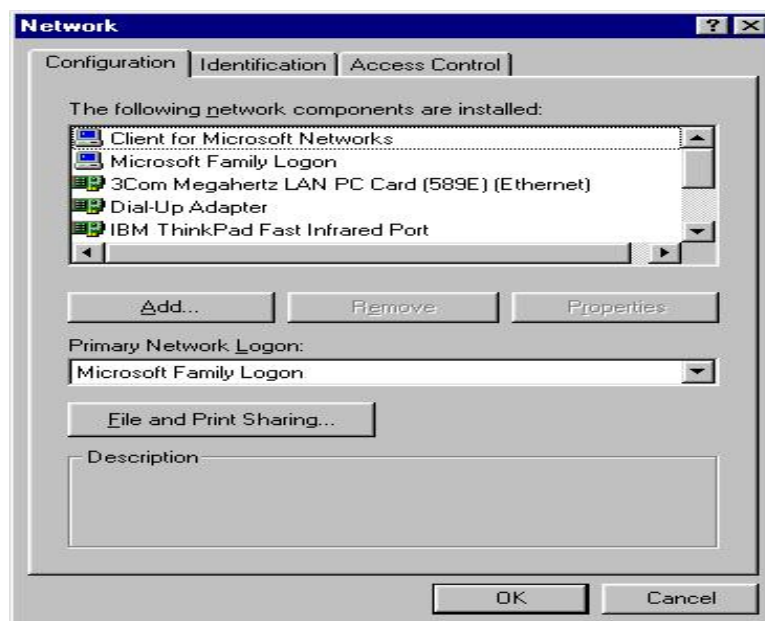 Network
Configuration Identification Access Control
The following network components are installed:
Client for Microsoft Networks
Microsoft Family Logon
3Com Megahertz LAN PC Card (589E) (Ethernet)
Dial-Up Adapter
IBM ThinkPad Fast Infrared Port
Add... Remove Properties
Primary Network Logon:
Microsoft Family Logon
File and Print Sharing...
Description
OK Cancel